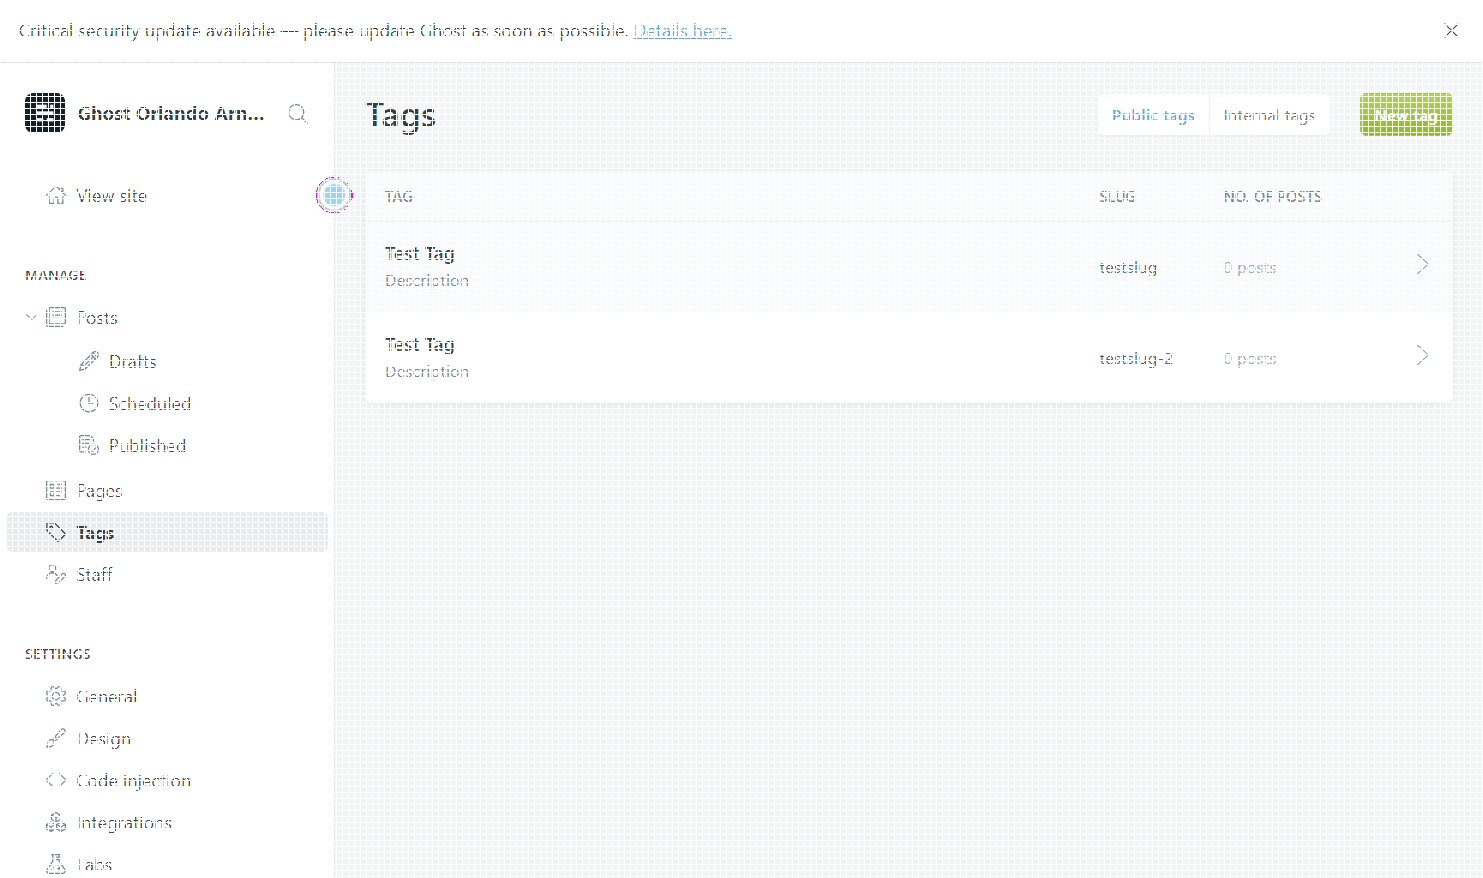 Critical security update available — please update Ghost as soon as possible. Details here.
Ghost Orlando Arn...
View site
MANAGE
Posts
Drafts
Scheduled
Published
Pages
Tags
Staff
SETTINGS
General
Design
Code injection
Integrations
Labs
Tags
Public tags
Internal tags
New tag
TAG
SLUG
NO. OF POSTS
Test Tag
Description
testslug
0 posts
Test Tag
Description
testslug-2
0 posts